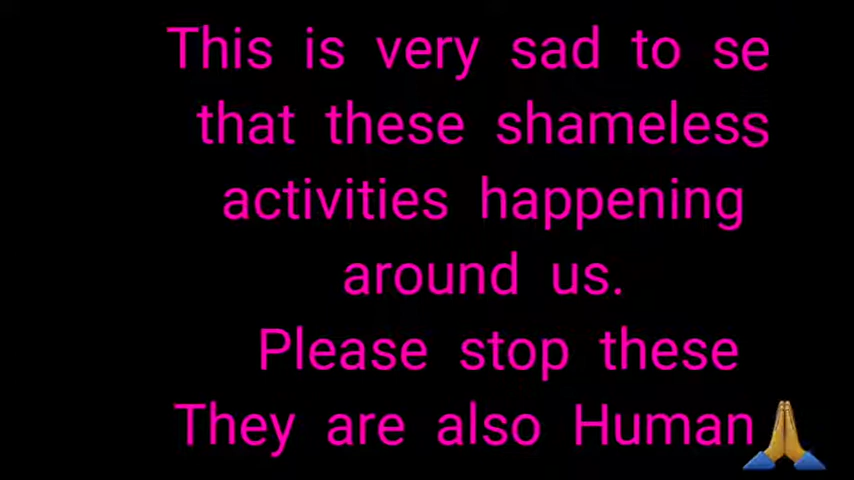 This is very sad to se
that these shameless
activities happening
around us.
Please stop these
They are also Human🙏